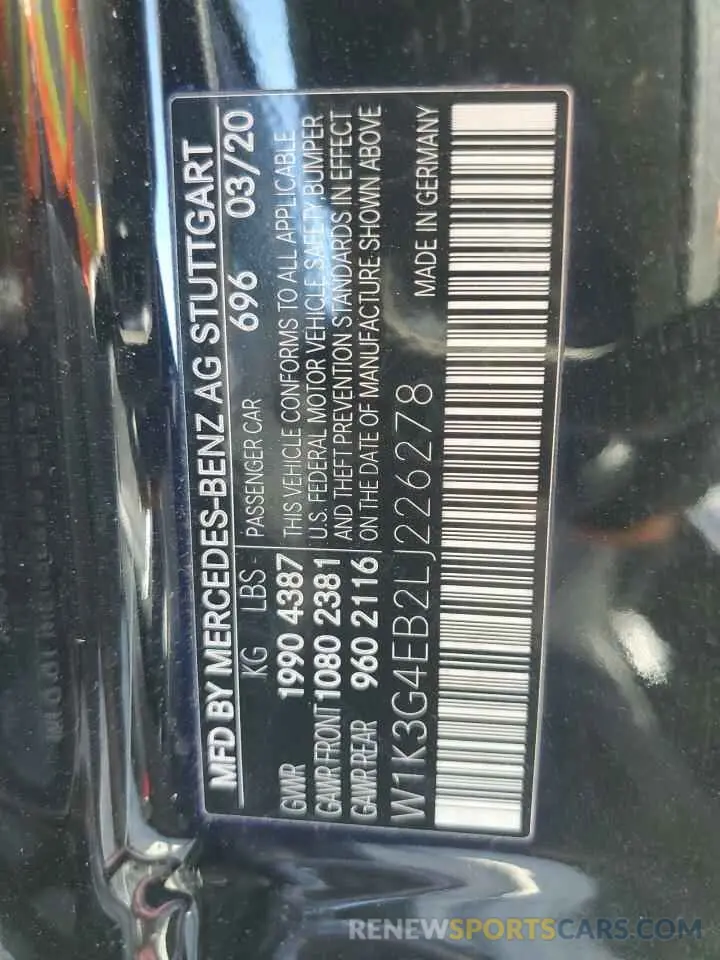 MFD BY MERCEDES-BENZ AG STUTTGART
KG LBS - PASSENGER CAR 696 03/20
GWR 1990 4387 THIS VEHICLE CONFORMS TO ALL APPLICABLE
GAWR FRONT 1080 2381 U.S. FEDERAL MOTOR VEHICLE SAFETY BUMPER
GAWR REAR 960 2116 AND THEFT PREVENTION STANDARDS IN EFFECT
ON THE DATE OF MANUFACTURE SHOWN ABOVE
W1K3G4EB2LJ226278 MADE IN GERMANY
RENEWSPORTSCARS.COM